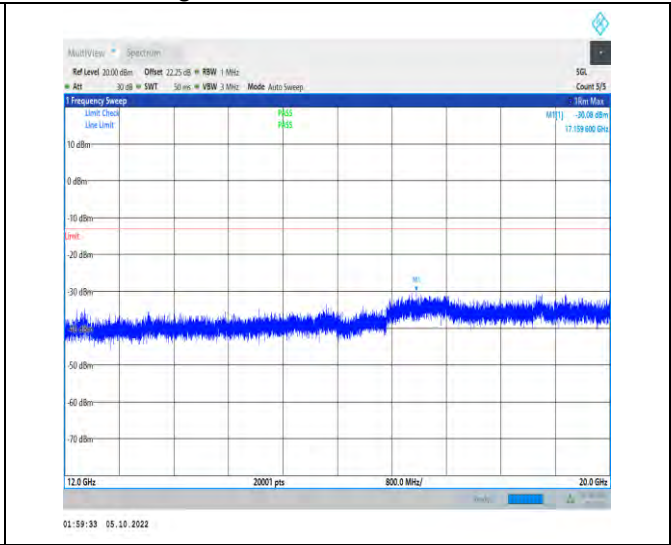 MultiView Spectrum
Ref Level 20.00 dBm Offset 22.25 dB RBW 1 MHz SGL
Att 30 dB SWT 50 ms VBW 3 MHz Mode Auto Sweep Count 5/5
1 Frequency Sweep 1Rm Max
Limit Check PASS M1[1] -30.08 dBm
Line Limit PASS 17.159 600 GHz
10 dBm
0 dBm
-10 dBm
Limit
-20 dBm
M1
-30 dBm
-50 dBm
-60 dBm
-70 dBm
12.0 GHz 20001 pts 800.0 MHz/ 20.0 GHz
01:59:33 05.10.2022